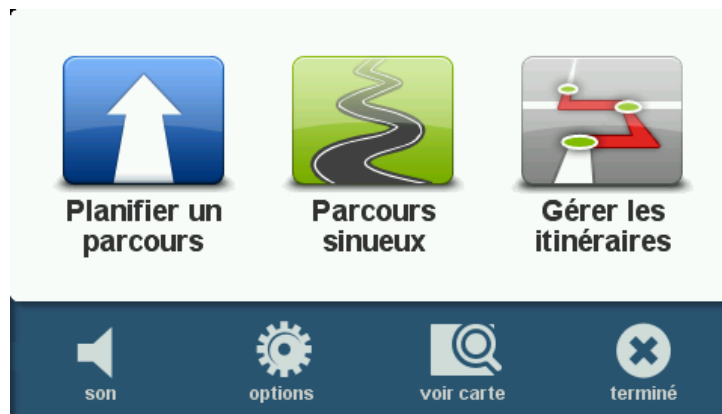 Planifier un
parcours
Parcours
sinueux
Gérer les
itinéraires
son
options
voir carte
terminé